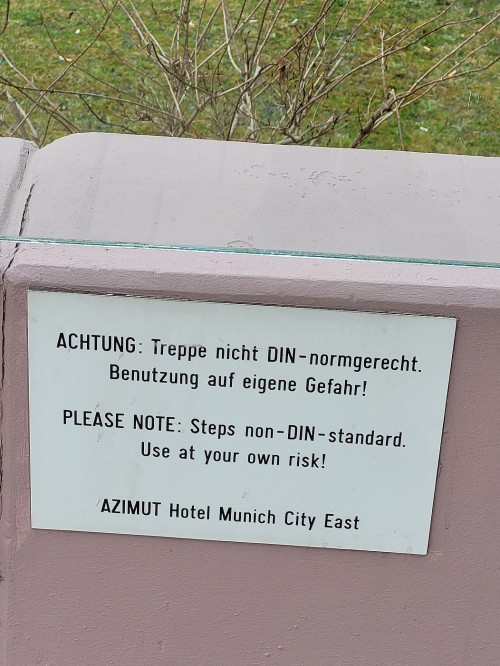 ACHTUNG: Treppe nicht DIN-normgerecht.
Benutzung auf eigene Gefahr!
PLEASE NOTE: Steps non-DIN-standard.
Use at your own risk!
AZIMUT Hotel Munich City East